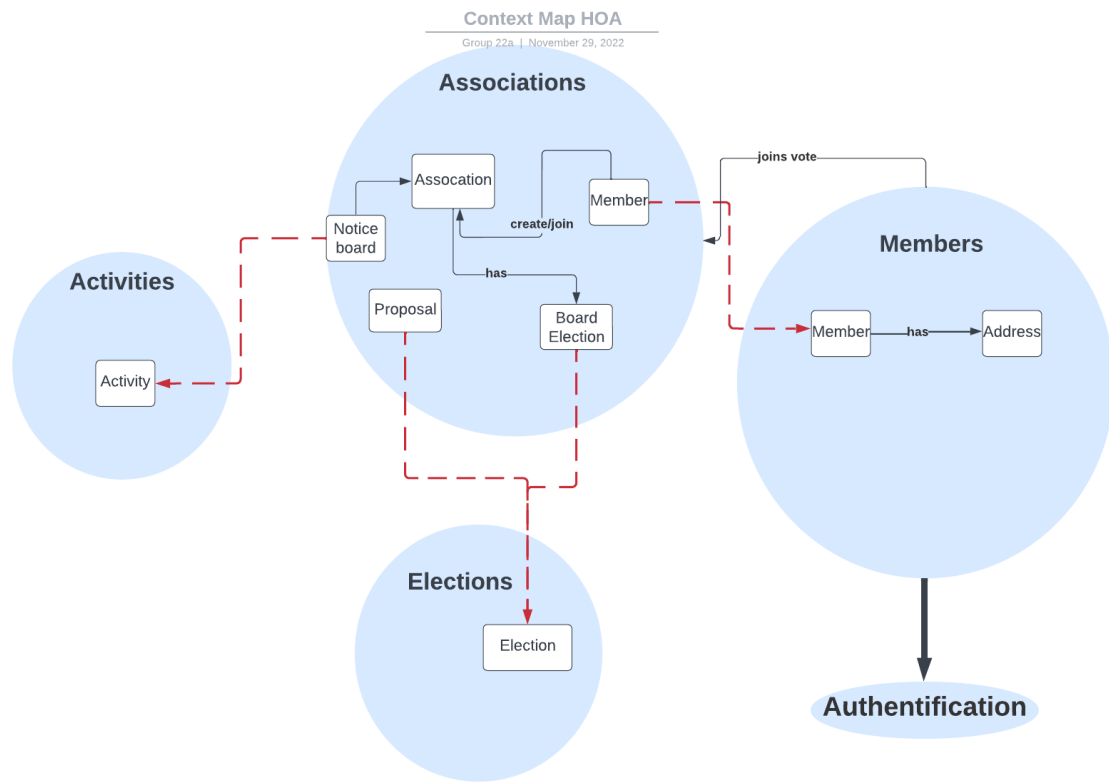 Context Map HOA
Group 22a | November 29, 2022
Associations
Assocation
Member
create/join
Notice
board
has
Proposal
Board
Election
joins vote
Members
Member
has
Address
Activities
Activity
Elections
Election
Authentification